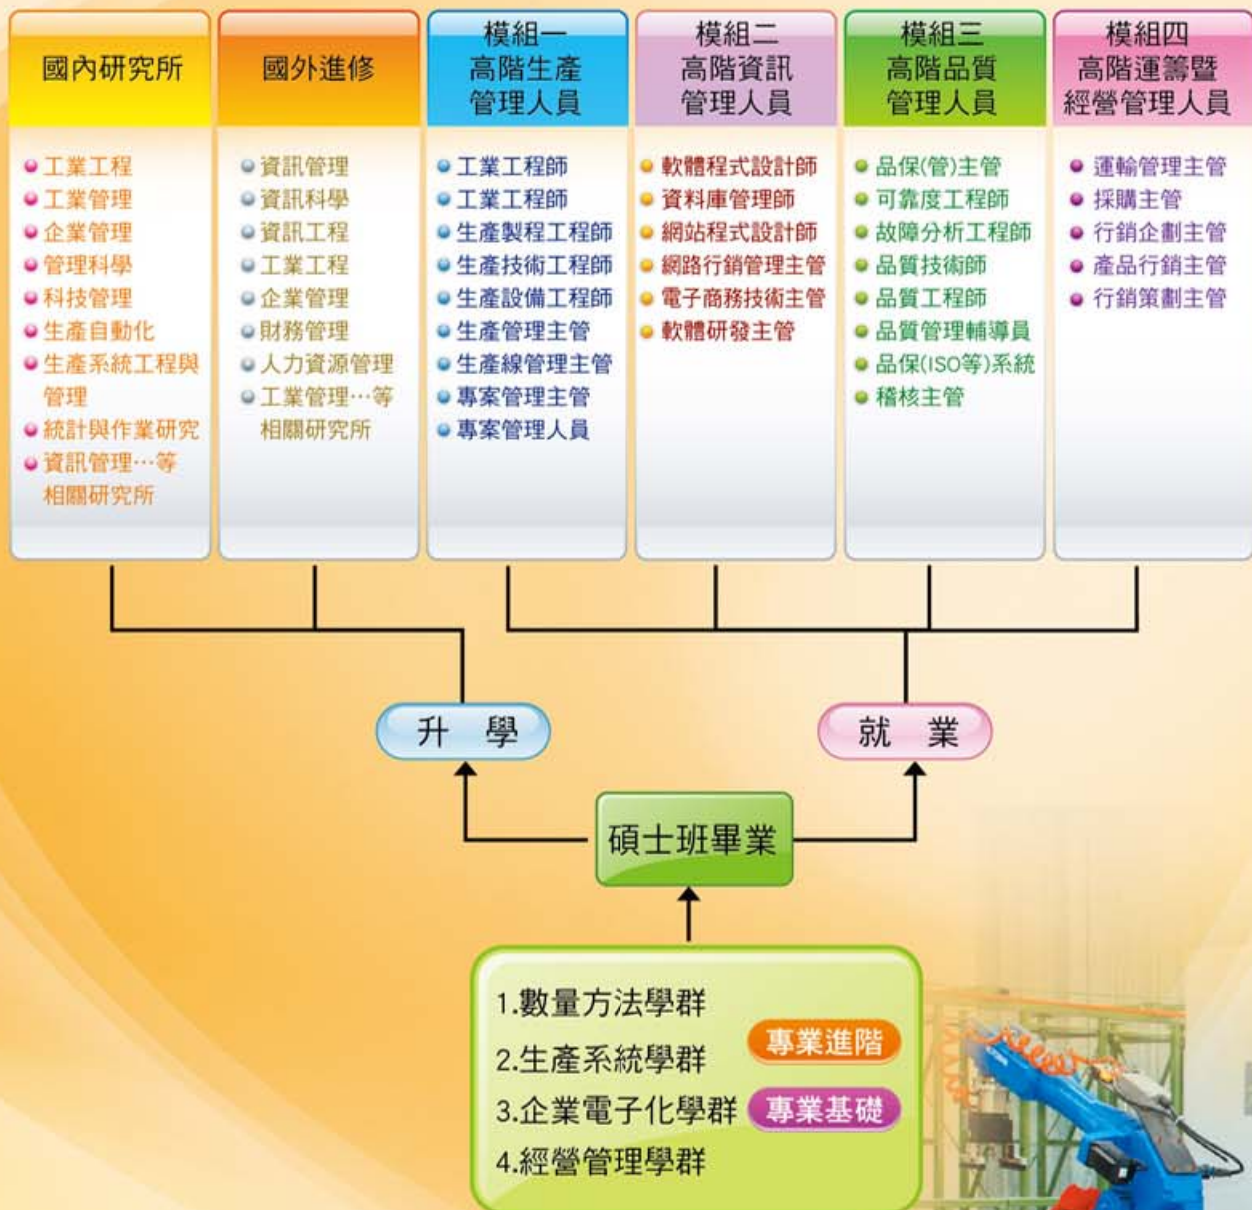 國內研究所
工業工程
工業管理
企業管理
管理科學
科技管理
生產自動化
生產系統工程與
管理
統計與作業研究
資訊管理…等
相關研究所
國外進修
資訊管理
資訊科學
資訊工程
工業工程
企業管理
財務管理
人力資源管理
工業管理…等
相關研究所
模組一
高階生產
管理人員
工業工程師
工業工程師
生產製程工程師
生產技術工程師
生產設備工程師
生產管理主管
生產線管理主管
專案管理主管
專案管理人員
模組二
高階資訊
管理人員
軟體程式設計師
資料庫管理師
網站程式設計師
網路行銷管理主管
電子商務技術主管
軟體研發主管
模組三
高階品質
管理人員
品保(管)主管
可靠度工程師
故障分析工程師
品質技術師
品質工程師
品質管理輔導員
品保(ISO等)系統
稽核主管
模組四
高階運籌暨
經營管理人員
運輸管理主管
採購主管
行銷企劃主管
產品行銷主管
行銷策劃主管
升 學
就 業
碩士班畢業
1.數量方法學群
2.生產系統學群
3.企業電子化學群
4.經營管理學群
專業進階
專業基礎